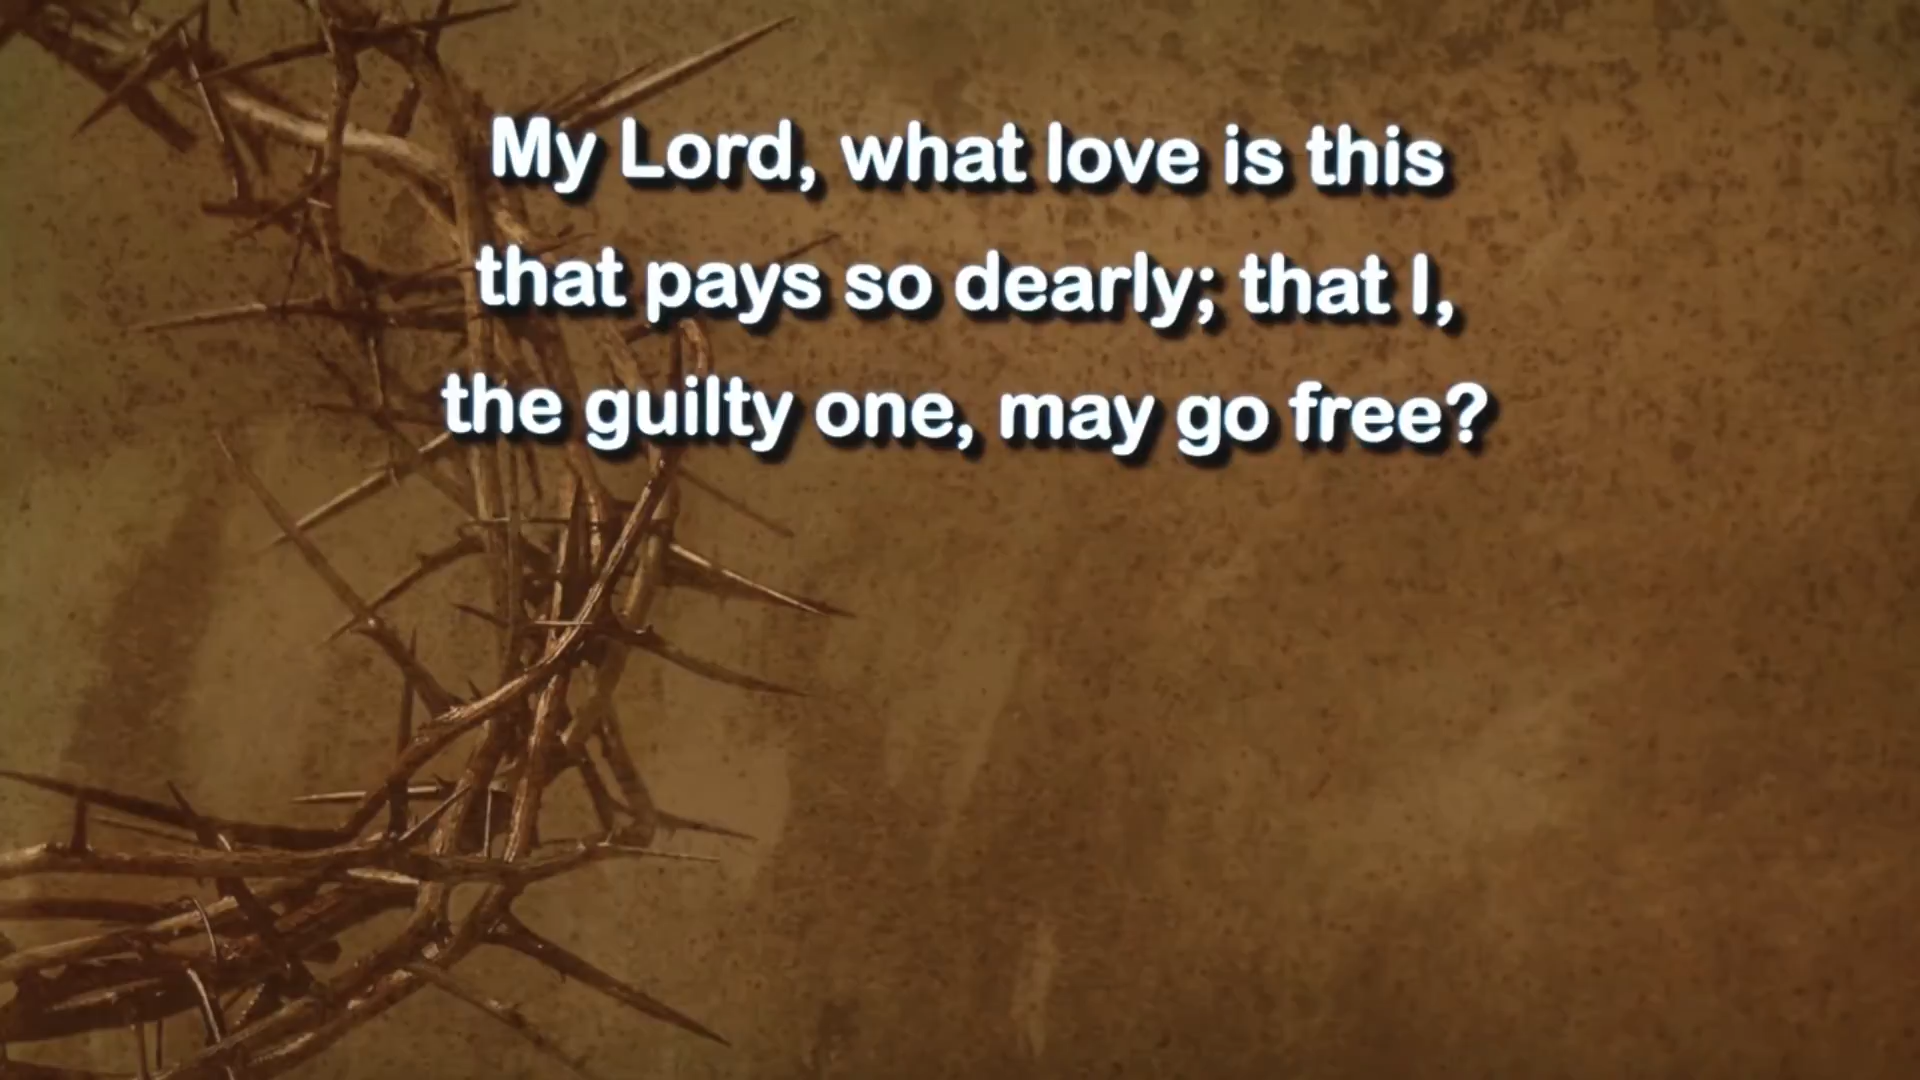 My Lord, what love is this
that pays so dearly; that I,
the guilty one, may go free?